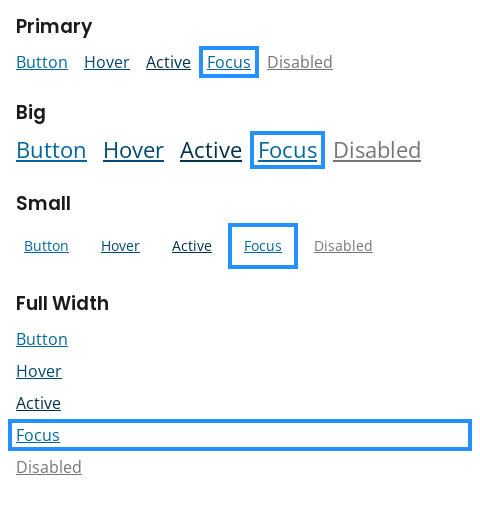 Primary
Button Hover Active Focus Disabled
Big
Button Hover Active Focus Disabled
Small
Button Hover Active Focus Disabled
Full Width
Button
Hover
Active
Focus
Disabled